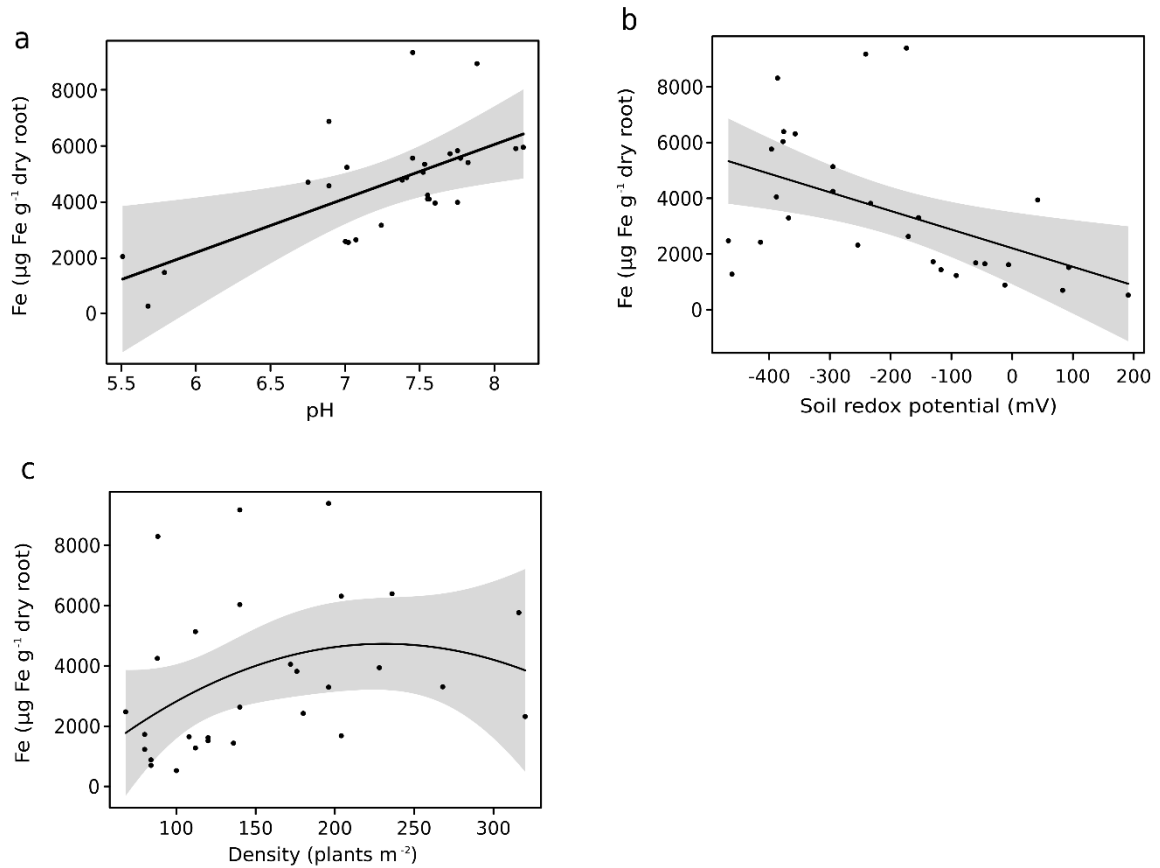 a
8000
6000
4000
2000
0
Fe (µg Fe g⁻¹ dry root)
5.5 6 6.5 7 7.5 8
pH
b
8000
6000
4000
2000
0
Fe (µg Fe g⁻¹ dry root)
-400 -300 -200 -100 0 100 200
Soil redox potential (mV)
c
8000
6000
4000
2000
0
Fe (µg Fe g⁻¹ dry root)
100 150 200 250 300
Density (plants m⁻²)